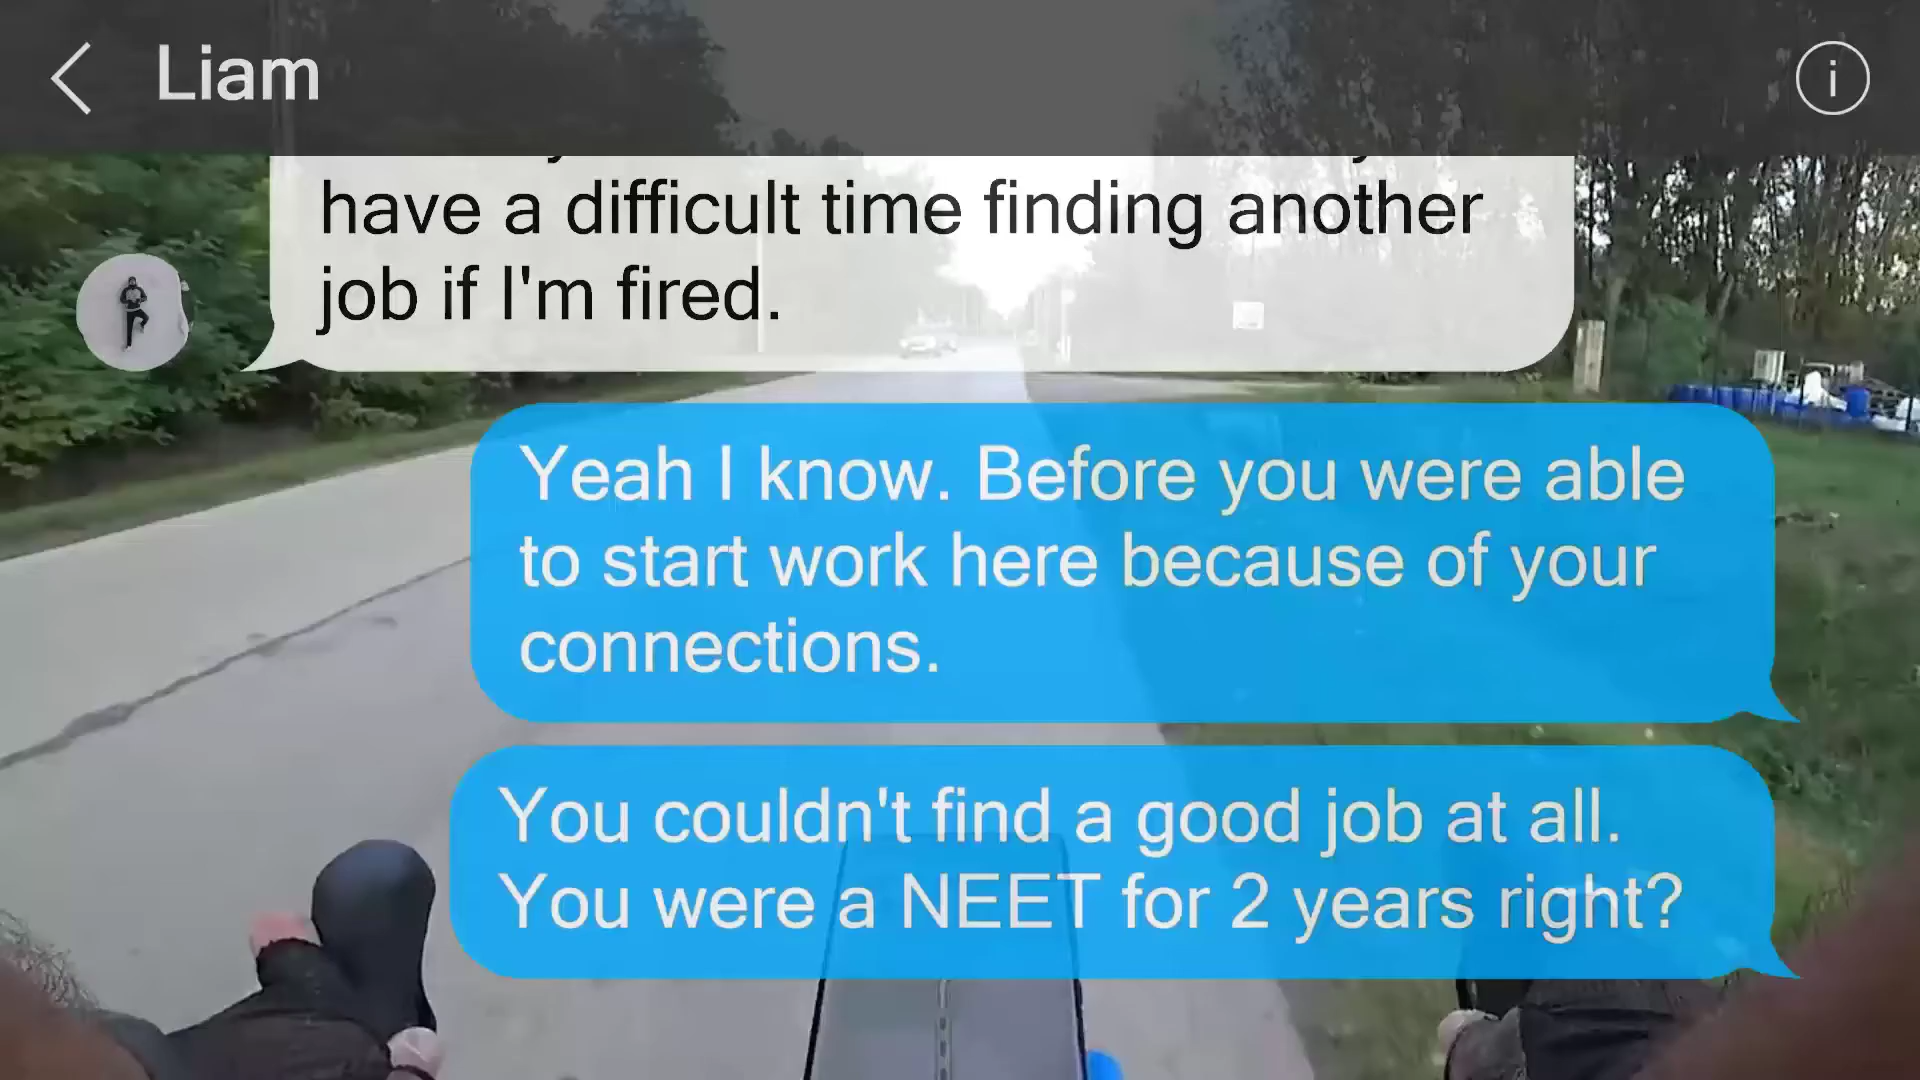 Liam
i
have a difficult time finding another
job if I'm fired.
Yeah I know. Before you were able
to start work here because of your
connections.
You couldn't find a good job at all.
You were a NEET for 2 years right?